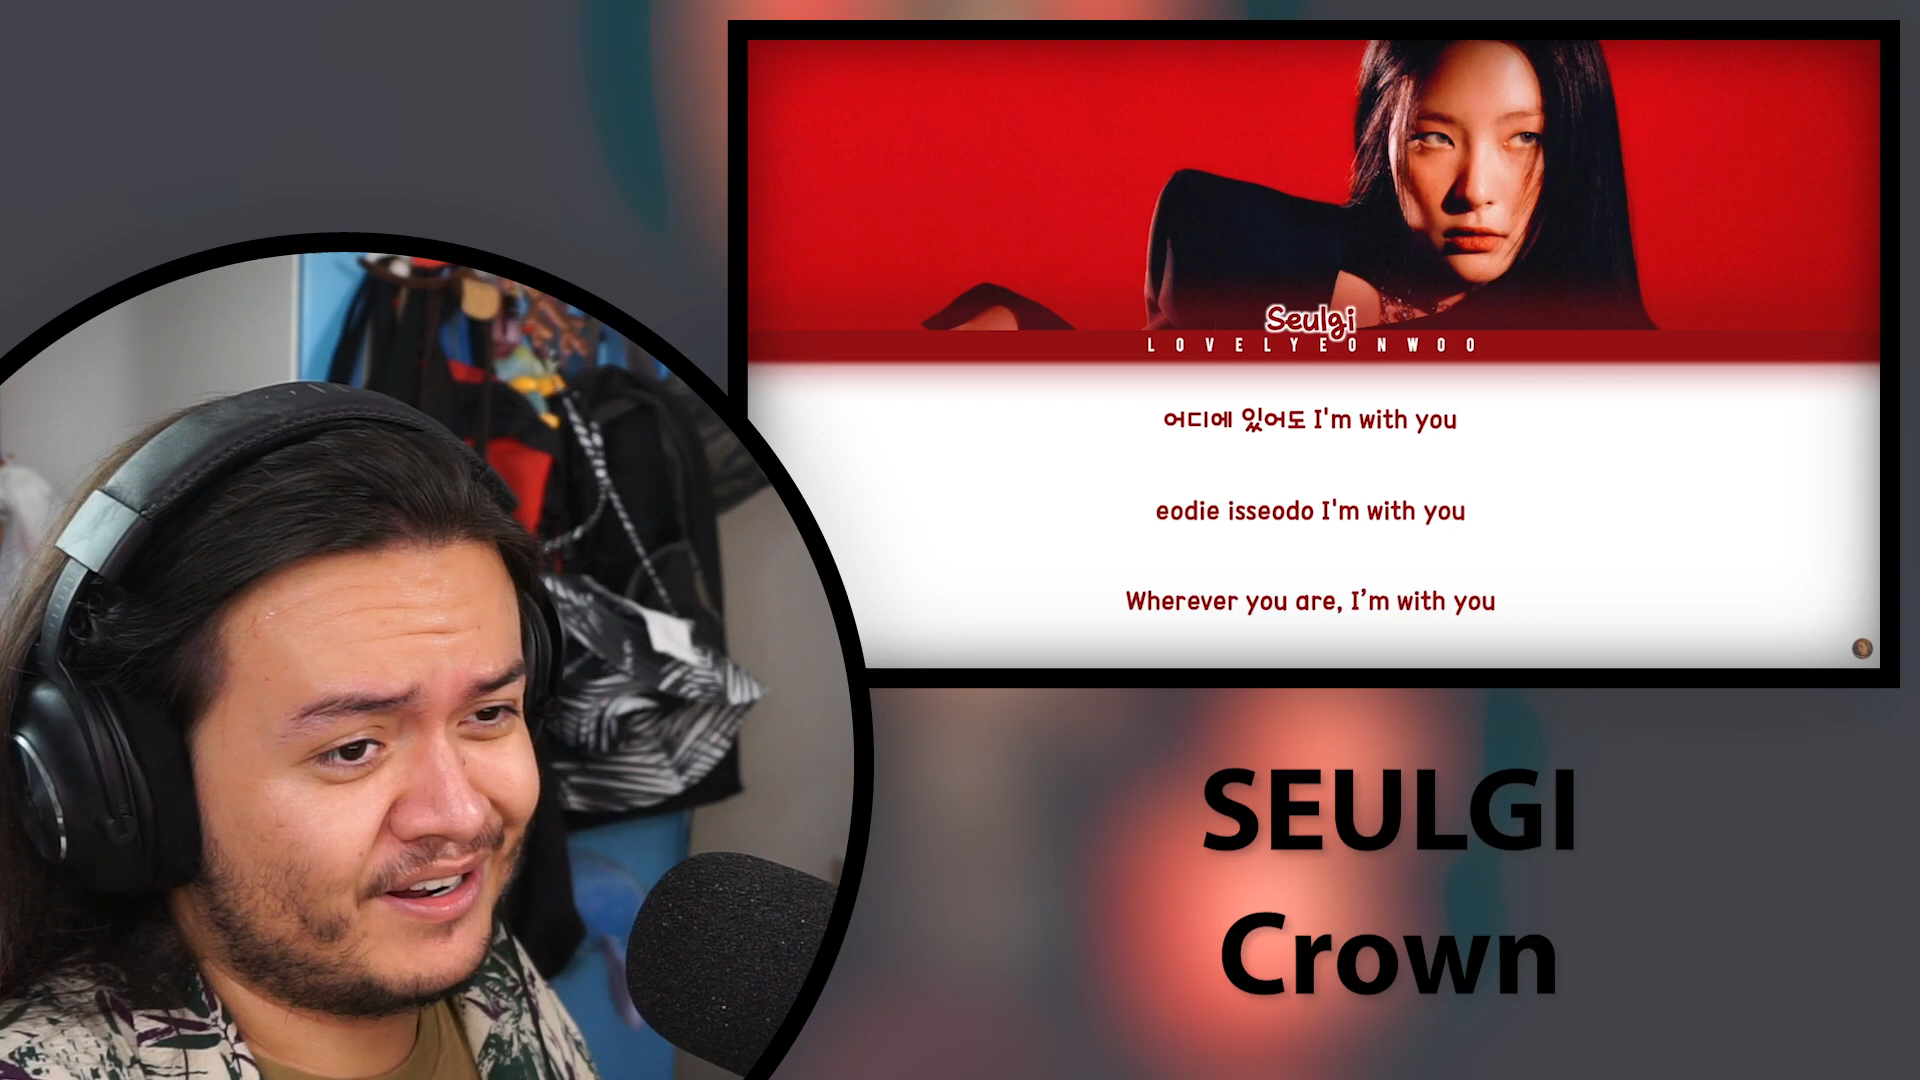 Seulgi
LOVELYEONWOO
어디에 있어도 I'm with you
eodie isseodo I'm with you
Wherever you are, I’m with you
SEULGI
Crown